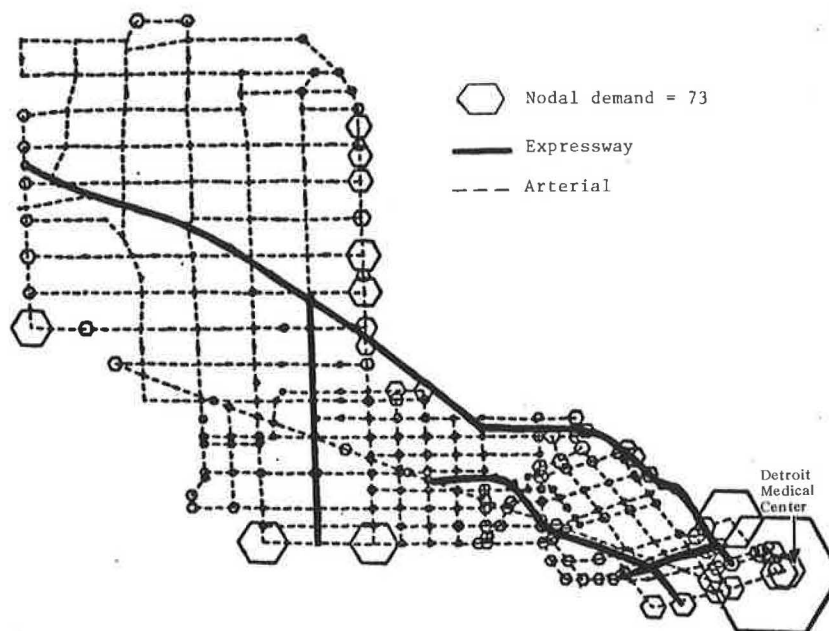 Nodal demand = 73
Expressway
Arterial
Detroit
Medical
Center